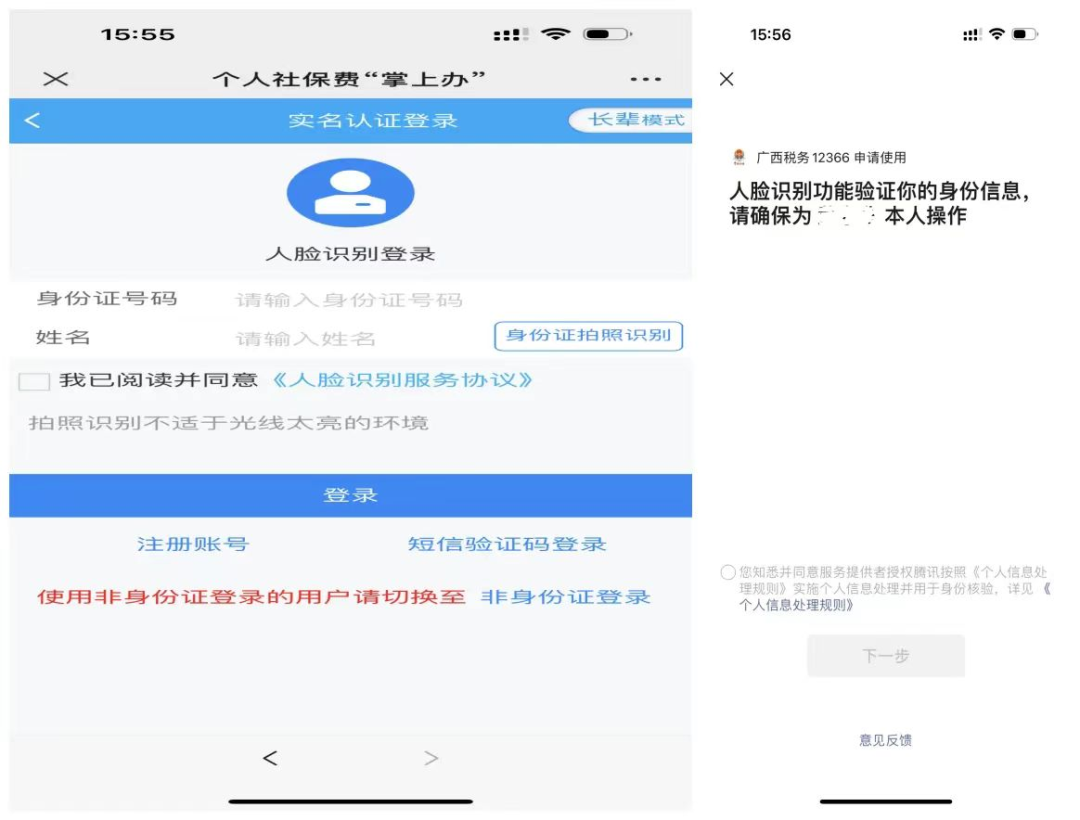 15:55
个人社保费“掌上办”
实名认证登录
长辈模式
人脸识别登录
身份证号码 请输入身份证号码
姓名 请输入姓名 身份证拍照识别
我已阅读并同意《人脸识别服务协议》
拍照识别不适于光线太亮的环境
登录
注册账号 短信验证码登录
使用非身份证登录的用户请切换至 非身份证登录
15:56
广西税务12366 申请使用
人脸识别功能验证你的身份信息，
请确保为 本人操作
您知悉并同意服务提供者授权腾讯按照《个人信息处
理规则》实施个人信息处理并用于身份核验，详见《
个人信息处理规则》
下一步
意见反馈